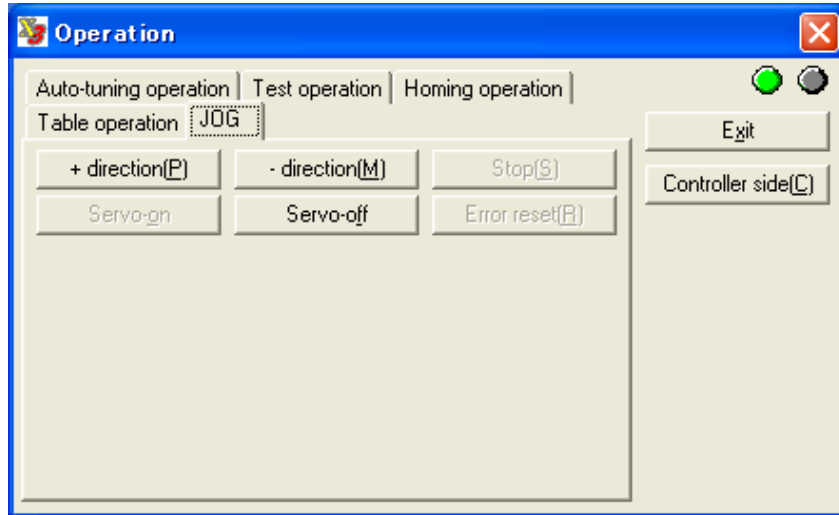 Operation
Auto-tuning operation Test operation Homing operation
Table operation JOG
Exit
+ direction(P) - direction(M) Stop(S)
Controller side(C)
Servo-on Servo-off Error reset(R)